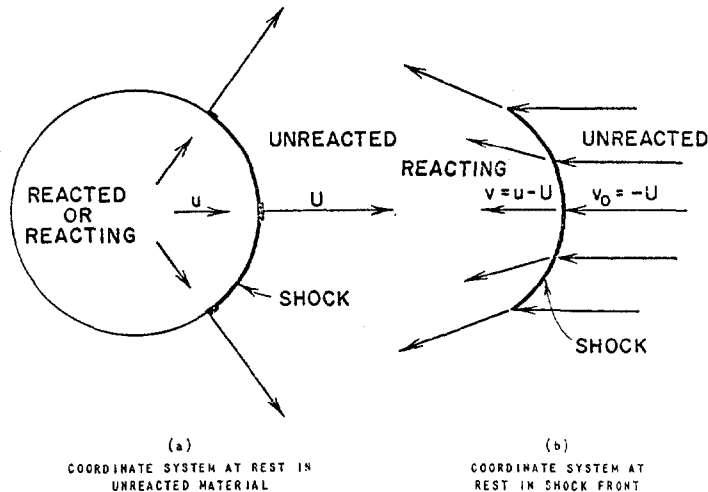 UNREACTED
REACTED
OR
REACTING
u
U
SHOCK
(a)
COORDINATE SYSTEM AT REST IN
UNREACTED MATERIAL
UNREACTED
REACTING
v = u - U
v₀ = -U
SHOCK
(b)
COORDINATE SYSTEM AT
REST IN SHOCK FRONT